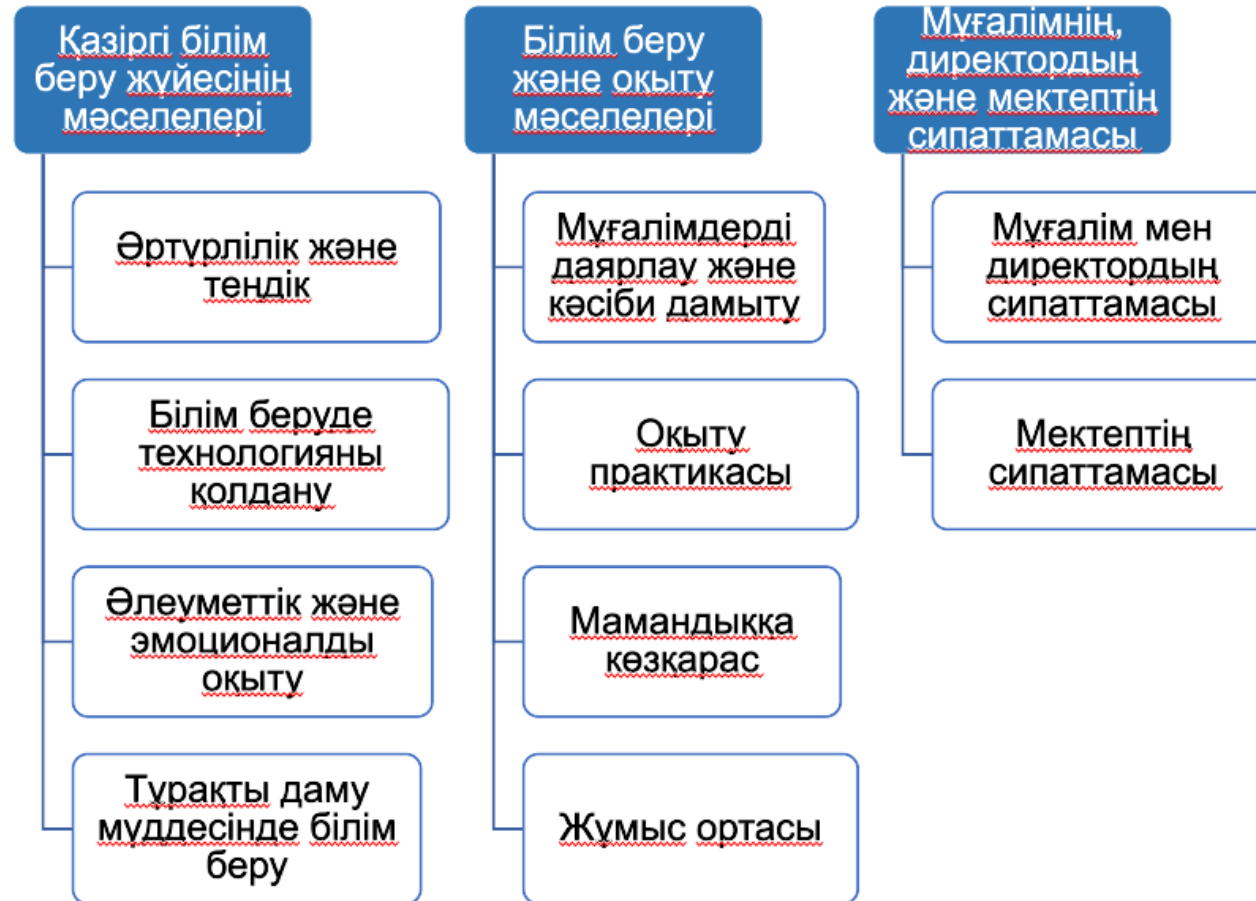 Қазіргі білім
беру жүйесінің
мәселелері
Әртүрлілік және
теңдік
Білім беруде
технологияны
қолдану
Әлеуметтік және
эмоционалды
оқыту
Тұрақты даму
мүддесінде білім
беру
Білім беру
және оқыту
мәселелері
Мұғалімдерді
даярлау және
кәсіби дамыту
Оқыту
практикасы
Мамандыққа
көзқарас
Жұмыс ортасы
Мұғалімнің,
директордың
және мектептің
сипаттамасы
Мұғалім мен
директордың
сипаттамасы
Мектептің
сипаттамасы